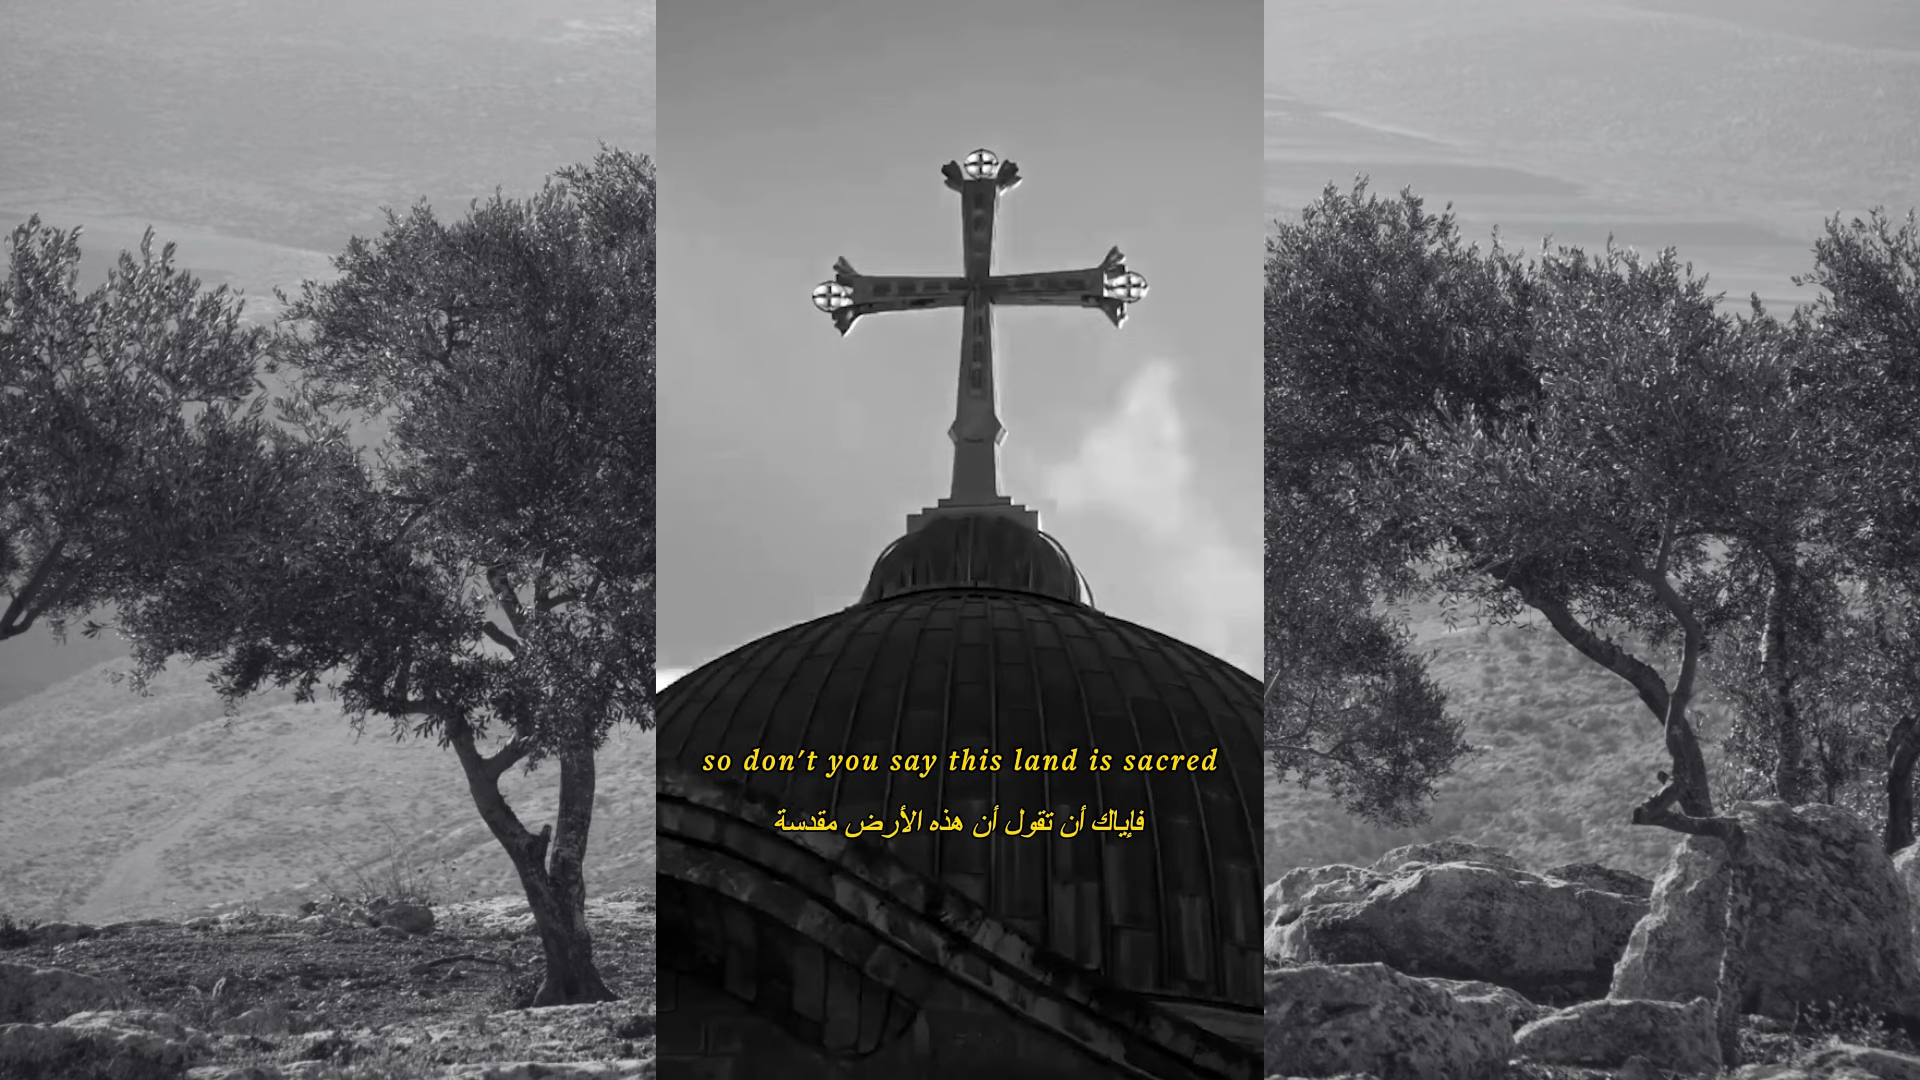 so don't you say this land is sacred
فإياك أن تقول أن هذه الأرض مقدسة